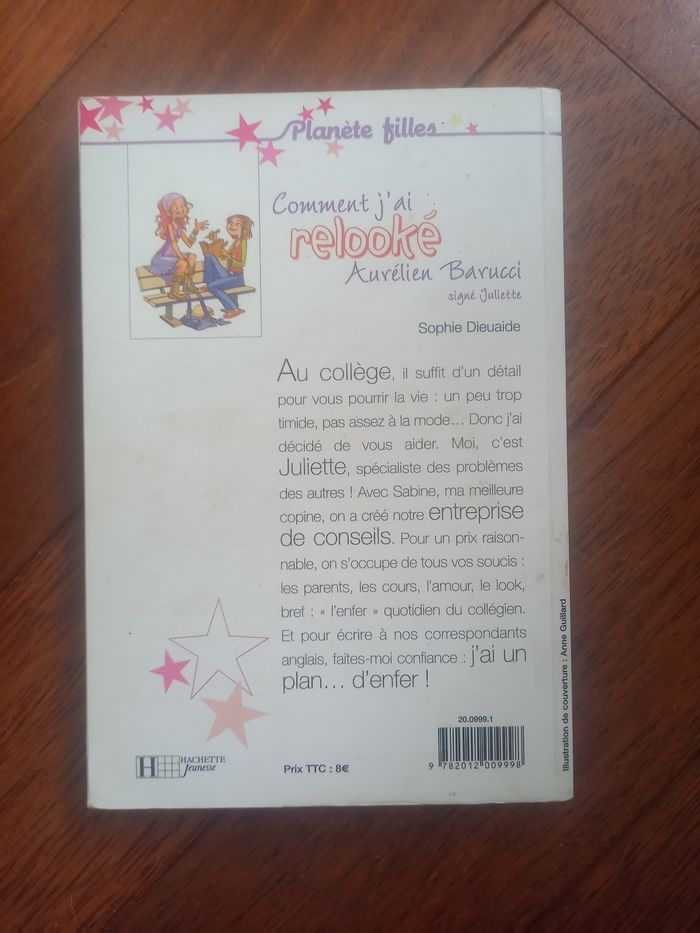 Planète filles
Comment j'ai
relooké
Aurélien Barucci
signé Juliette
Sophie Dieuaide
Au collège, il suffit d'un détail
pour vous pourrir la vie : un peu trop
timide, pas assez à la mode... Donc j'ai
décidé de vous aider. Moi, c'est
Juliette, spécialiste des problèmes
des autres ! Avec Sabine, ma meilleure
copine, on a créé notre entreprise
de conseils. Pour un prix raison-
nable, on s'occupe de tous vos soucis :
les parents, les cours, l'amour, le look,
bref : « l'enfer » quotidien du collégien.
Et pour écrire à nos correspondants
anglais, faites-moi confiance : j'ai un
plan... d'enfer !
Illustration de couverture : Anne Guillard
20.0999.1
9 782012 009998
H HACHETTE
Jeunesse
Prix TTC : 8€